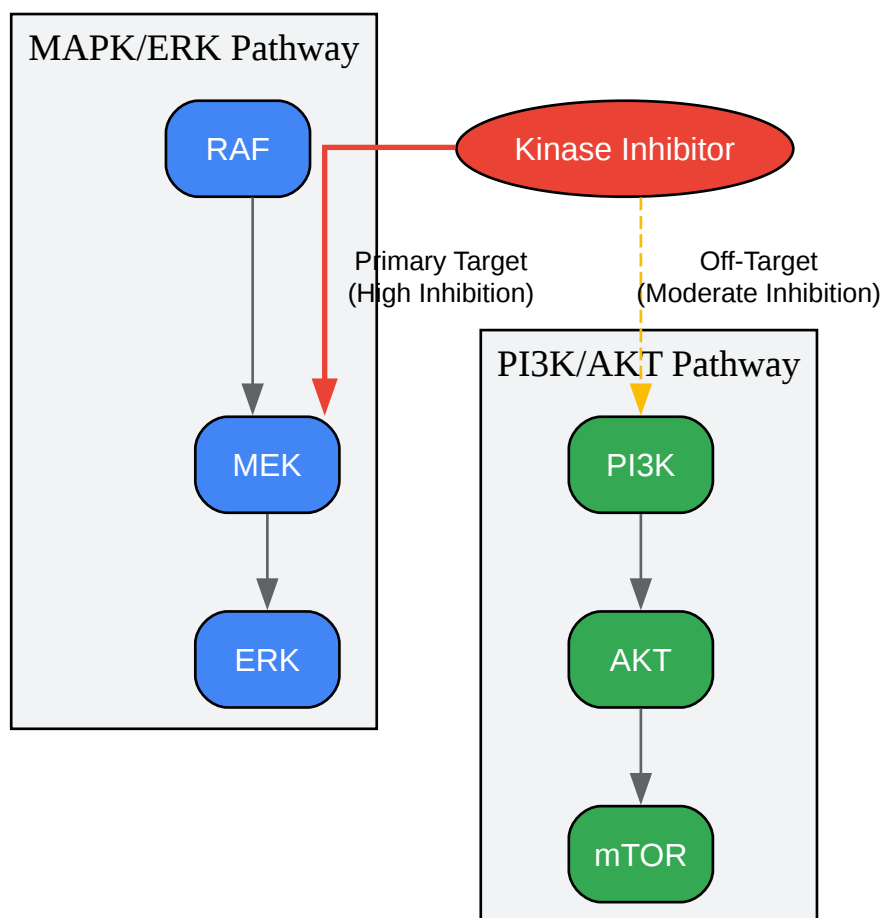 MAPK/ERK Pathway
RAF
Kinase Inhibitor
Primary Target
(High Inhibition)
Off-Target
(Moderate Inhibition)
PI3K/AKT Pathway
MEK
PI3K
ERK
AKT
mTOR